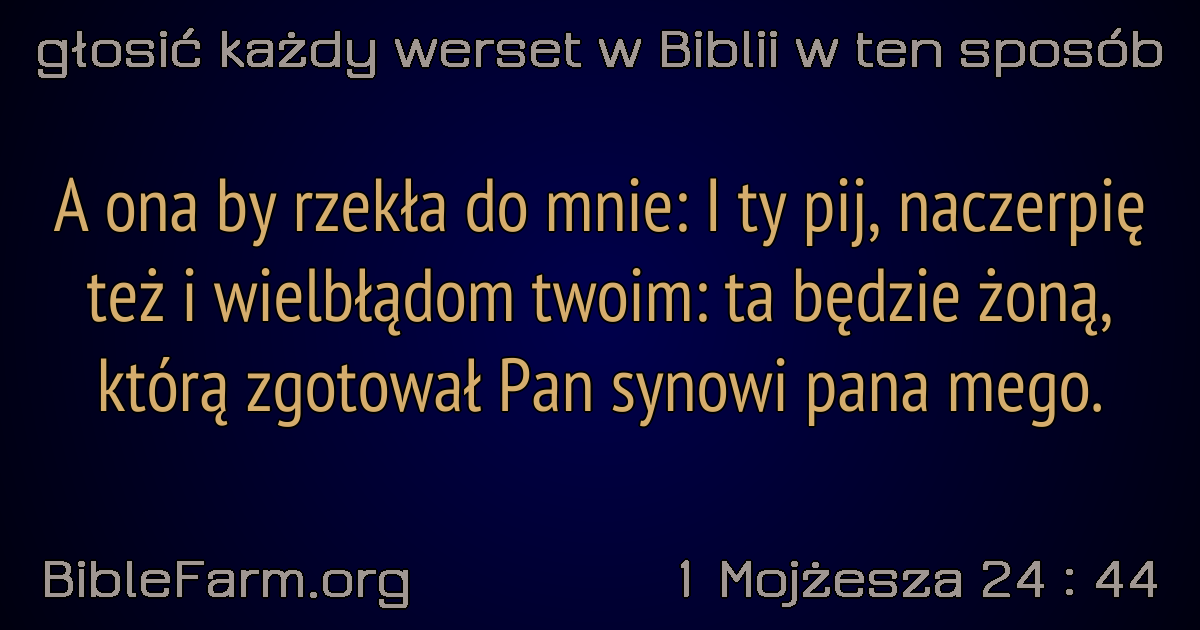 głosić każdy werset w Biblii w ten sposób
A ona by rzekła do mnie: I ty pij, naczerpię
też i wielbłądom twoim: ta będzie żoną,
którą zgotował Pan synowi pana mego.
BibleFarm.org
1 Mojżesza 24 : 44